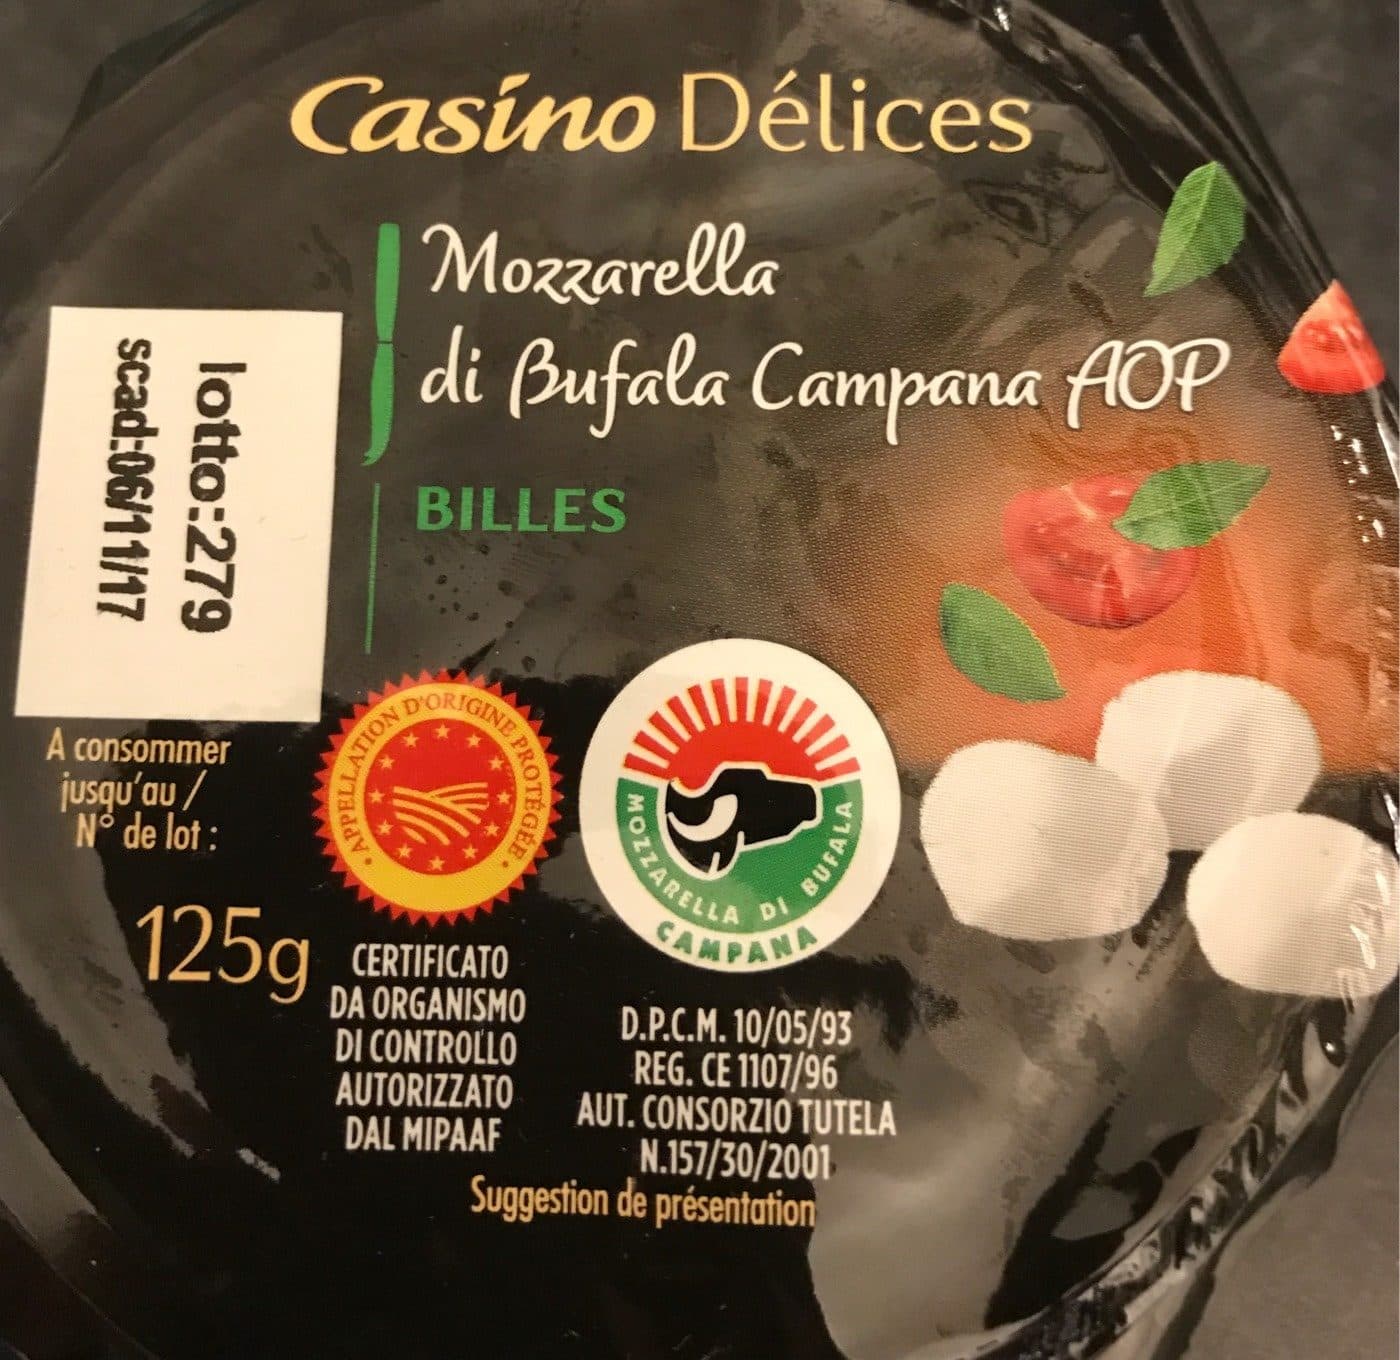 Casino Délices
Mozzarella
di Bufala Campana AOP
BILLES
lotto:279
scad:06/11/17
A consommer
jusqu'au /
N° de lot :
125g
• APPELLATION D'ORIGINE PROTÉGÉE •
CERTIFICATO
DA ORGANISMO
DI CONTROLLO
AUTORIZZATO
DAL MIPAAF
MOZZARELLA DI BUFALA
CAMPANA
D.P.C.M. 10/05/93
REG. CE 1107/96
AUT. CONSORZIO TUTELA
N.157/30/2001
Suggestion de présentation